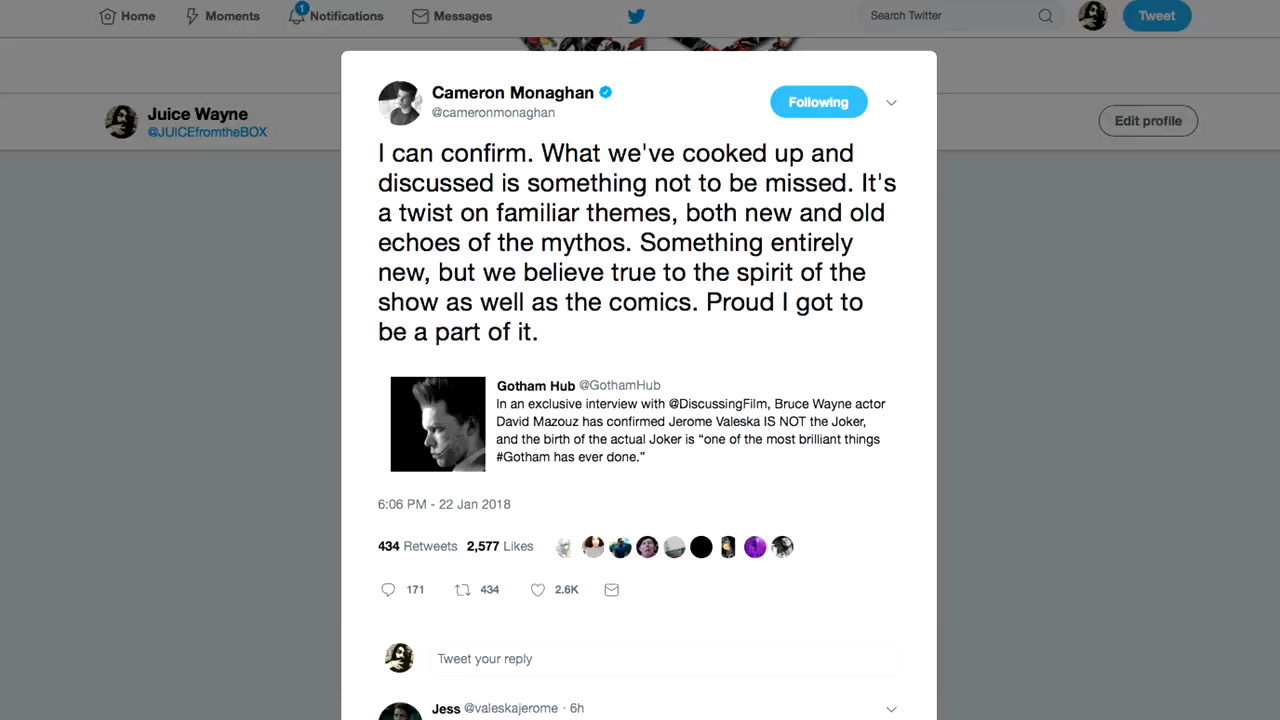 Home Moments 1 Notifications Messages Search Twitter Tweet
Juice Wayne
@JUICEfromtheBOX
Edit profile
Cameron Monaghan
@cameronmonaghan
Following
I can confirm. What we've cooked up and
discussed is something not to be missed. It's
a twist on familiar themes, both new and old
echoes of the mythos. Something entirely
new, but we believe true to the spirit of the
show as well as the comics. Proud I got to
be a part of it.
Gotham Hub @GothamHub
In an exclusive interview with @DiscussingFilm, Bruce Wayne actor
David Mazouz has confirmed Jerome Valeska IS NOT the Joker,
and the birth of the actual Joker is “one of the most brilliant things
#Gotham has ever done.”
6:06 PM - 22 Jan 2018
434 Retweets 2,577 Likes
171 434 2.6K
Tweet your reply
Jess @valeskajerome · 6h